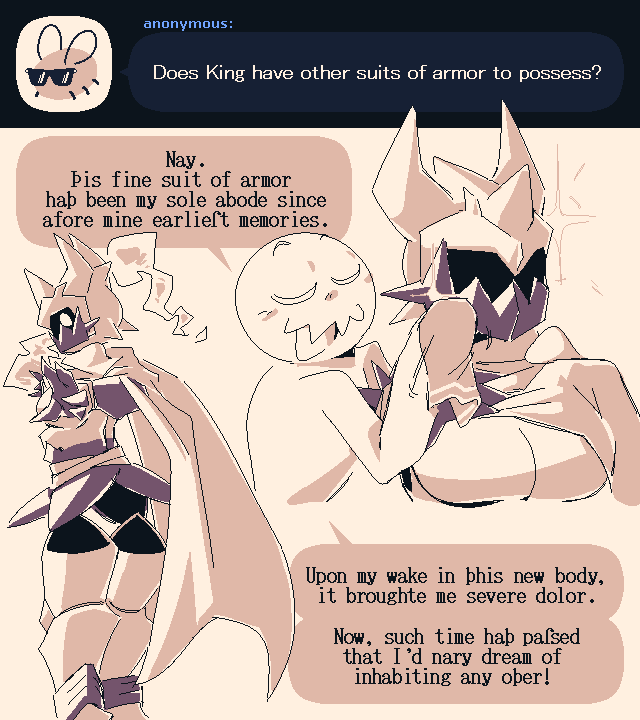 anonymous:
Does King have other suits of armor to possess?
Nay.
Þis fine suit of armor
haþ been my sole abode since
afore mine earlieſt memories.
Upon my wake in þhis new body,
it broughte me severe dolor.
Now, such time haþ paſsed
that I'd nary dream of
inhabiting any oþer!